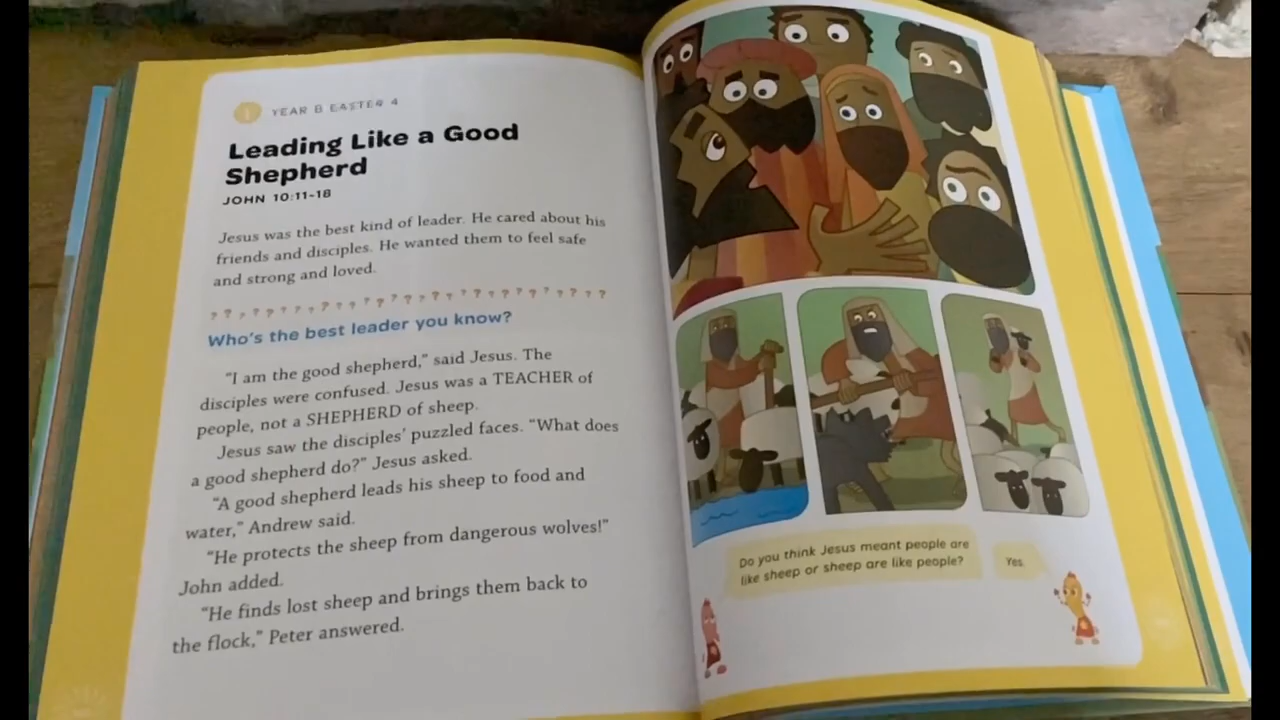 YEAR B EASTER 4
Leading Like a Good
Shepherd
JOHN 10:11-18
Jesus was the best kind of leader. He cared about his
friends and disciples. He wanted them to feel safe
and strong and loved.
Who's the best leader you know?
"I am the good shepherd," said Jesus. The
disciples were confused. Jesus was a TEACHER of
people, not a SHEPHERD of sheep.
Jesus saw the disciples' puzzled faces. "What does
a good shepherd do?" Jesus asked.
"A good shepherd leads his sheep to food and
water," Andrew said.
"He protects the sheep from dangerous wolves!"
John added.
"He finds lost sheep and brings them back to
the flock," Peter answered.
Do you think Jesus meant people are
like sheep or sheep are like people?
Yes.